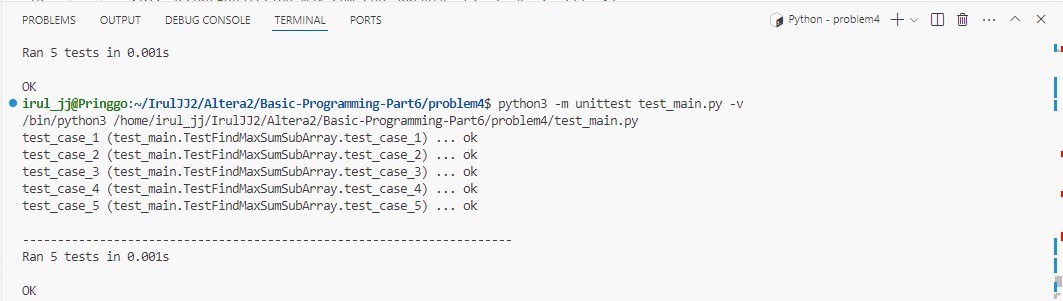 PROBLEMS OUTPUT DEBUG CONSOLE TERMINAL PORTS Python - problem4
Ran 5 tests in 0.001s
OK
irul_jj@Pringgo:~/IrulJJ2/Altera2/Basic-Programming-Part6/problem4$ python3 -m unittest test_main.py -v
/bin/python3 /home/irul_jj/IrulJJ2/Altera2/Basic-Programming-Part6/problem4/test_main.py
test_case_1 (test_main.TestFindMaxSumSubArray.test_case_1) ... ok
test_case_2 (test_main.TestFindMaxSumSubArray.test_case_2) ... ok
test_case_3 (test_main.TestFindMaxSumSubArray.test_case_3) ... ok
test_case_4 (test_main.TestFindMaxSumSubArray.test_case_4) ... ok
test_case_5 (test_main.TestFindMaxSumSubArray.test_case_5) ... ok
----------------------------------------------------------------------
Ran 5 tests in 0.001s
OK